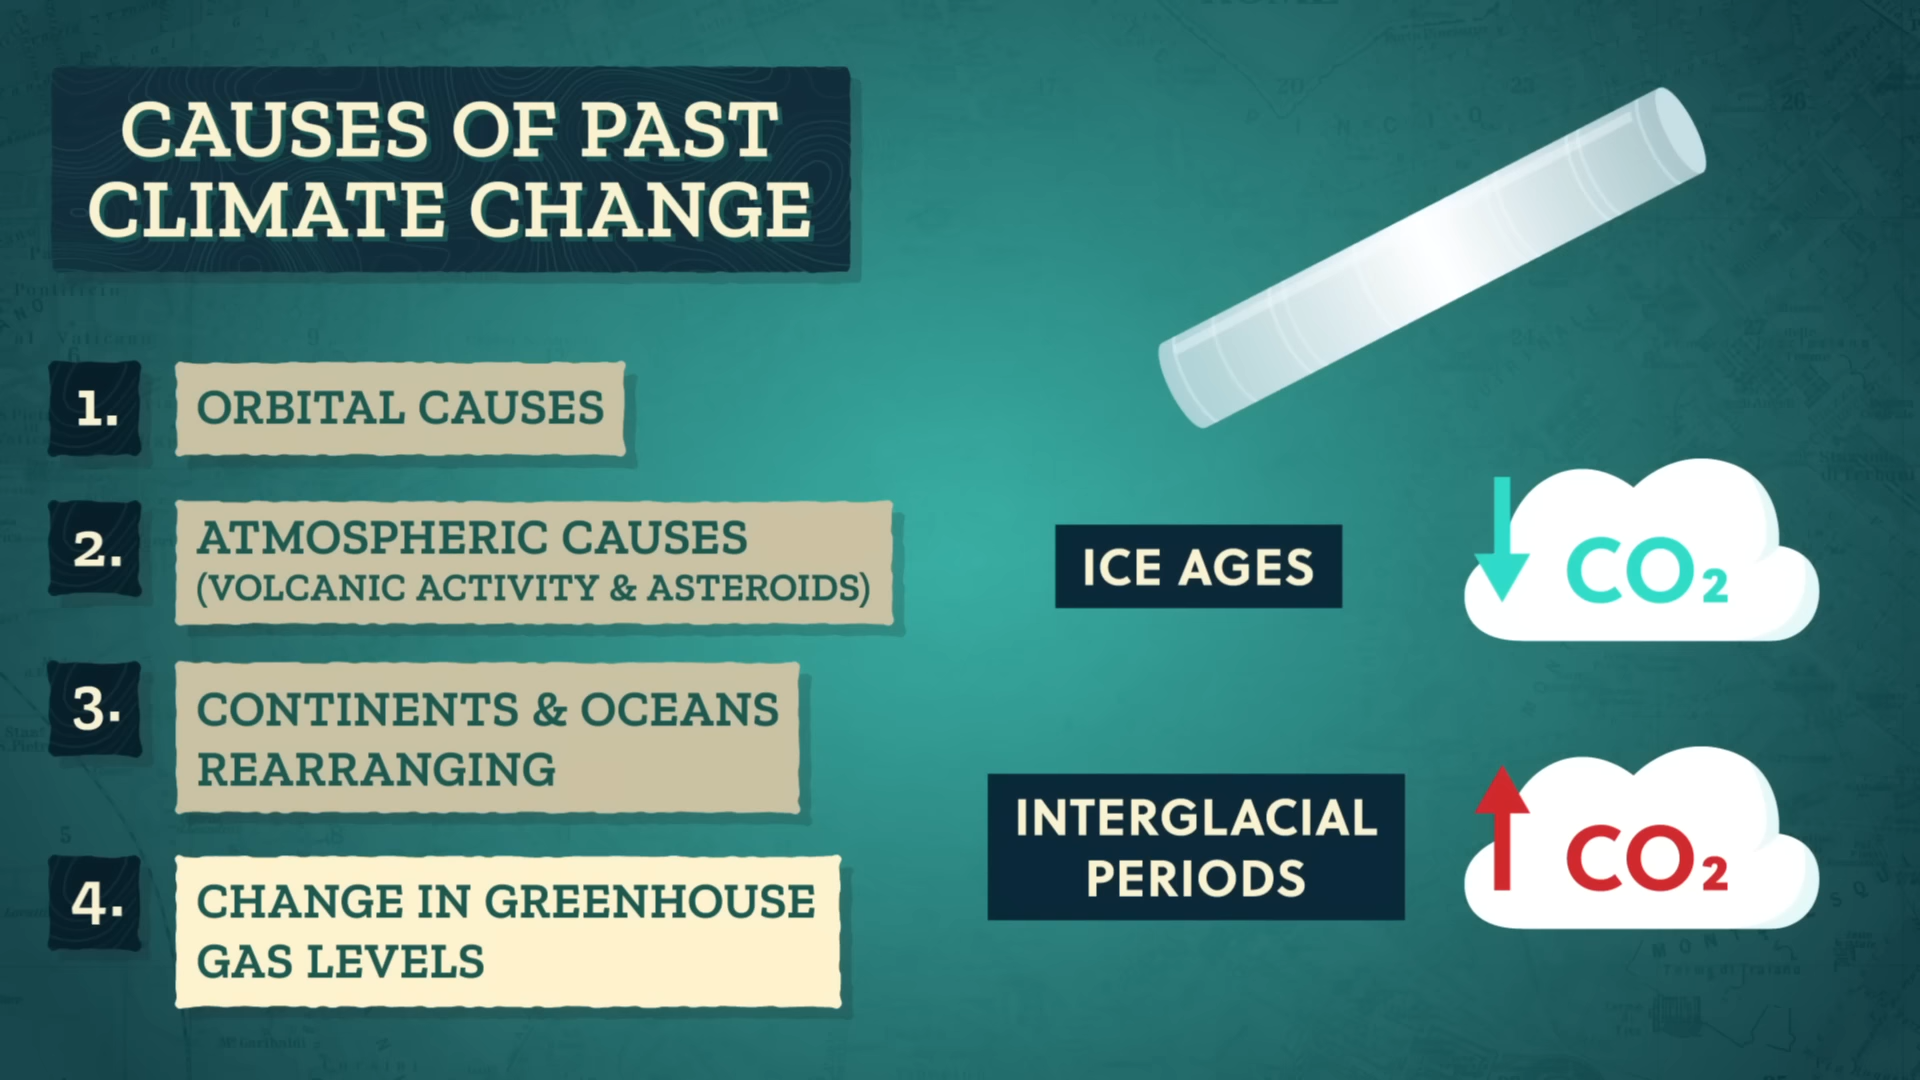 CAUSES OF PAST
CLIMATE CHANGE
1.
ORBITAL CAUSES
2.
ATMOSPHERIC CAUSES
(VOLCANIC ACTIVITY & ASTEROIDS)
3.
CONTINENTS & OCEANS
REARRANGING
4.
CHANGE IN GREENHOUSE
GAS LEVELS
ICE AGES
CO₂
INTERGLACIAL
PERIODS
CO₂